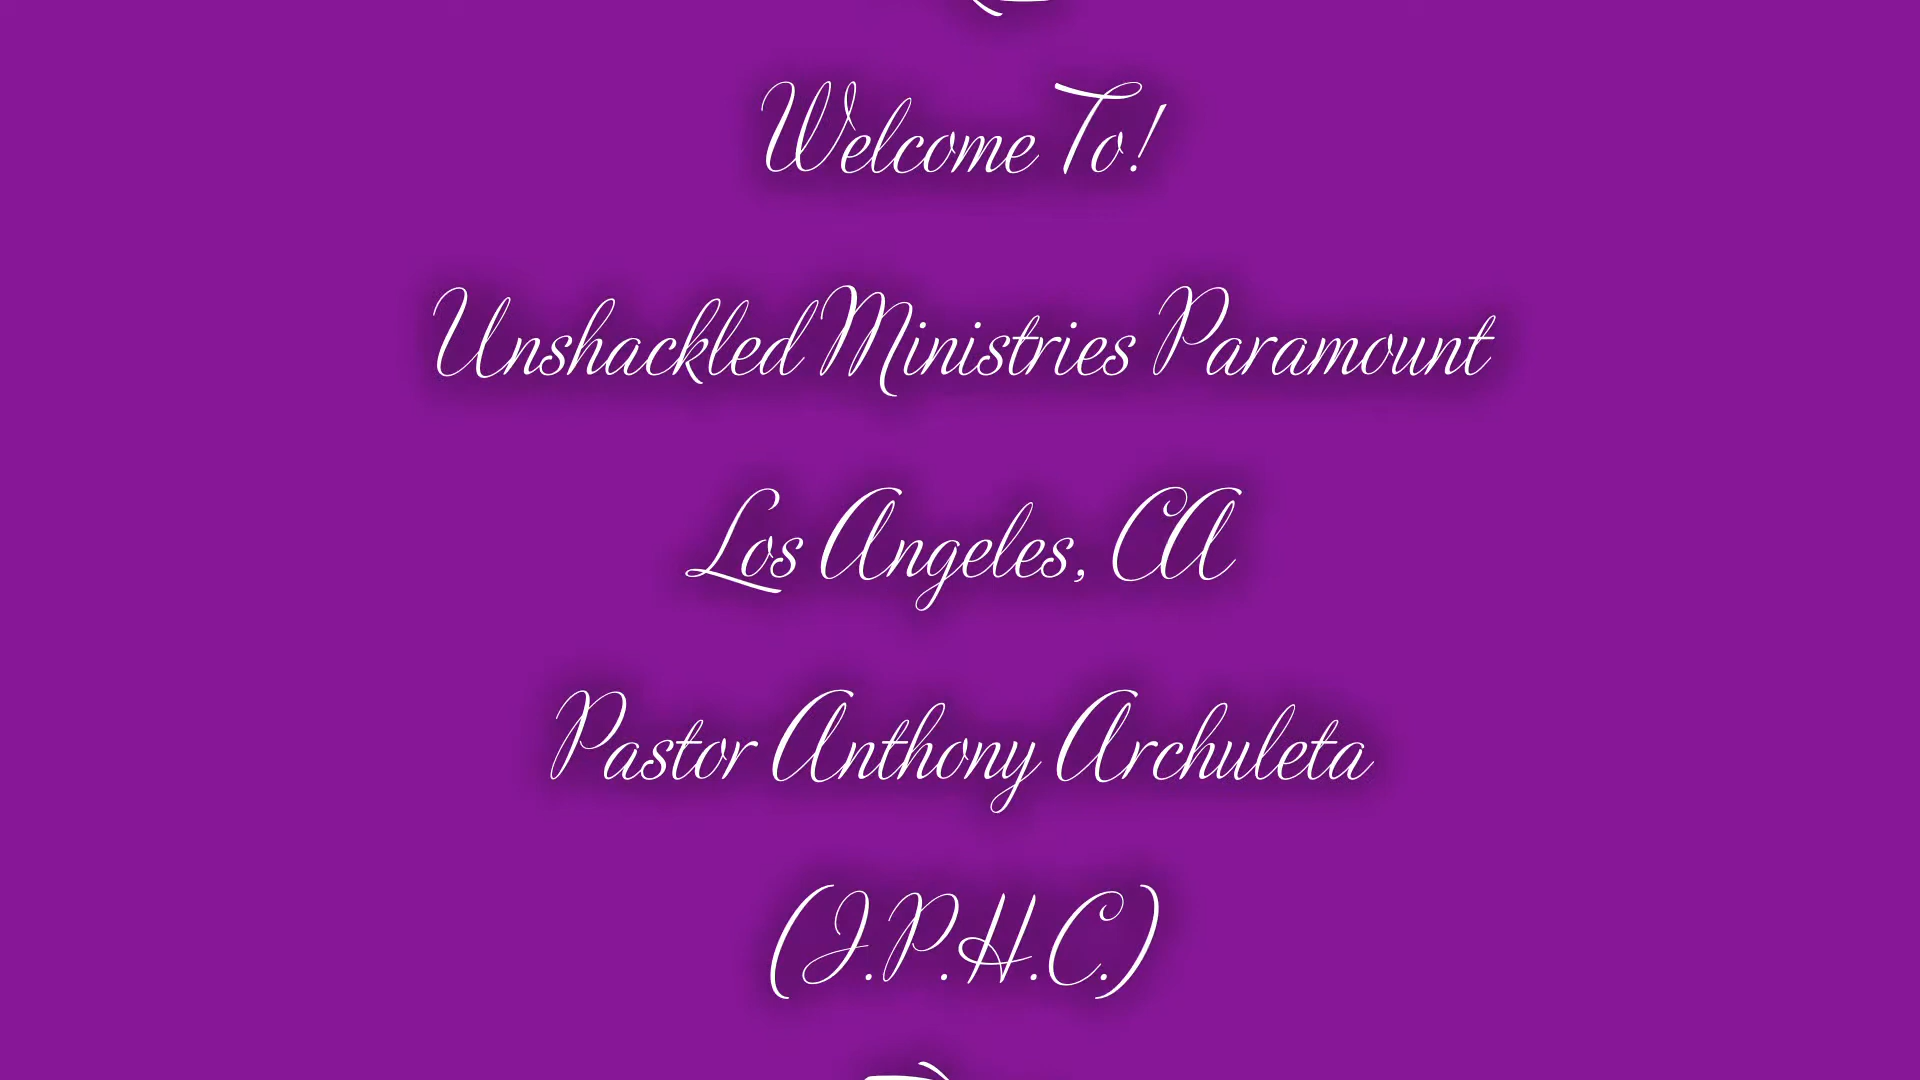 Welcome To!
Unshackled Ministries Paramount
Los Angeles, CA
Pastor Anthony Archuleta
(I.P.H.C.)